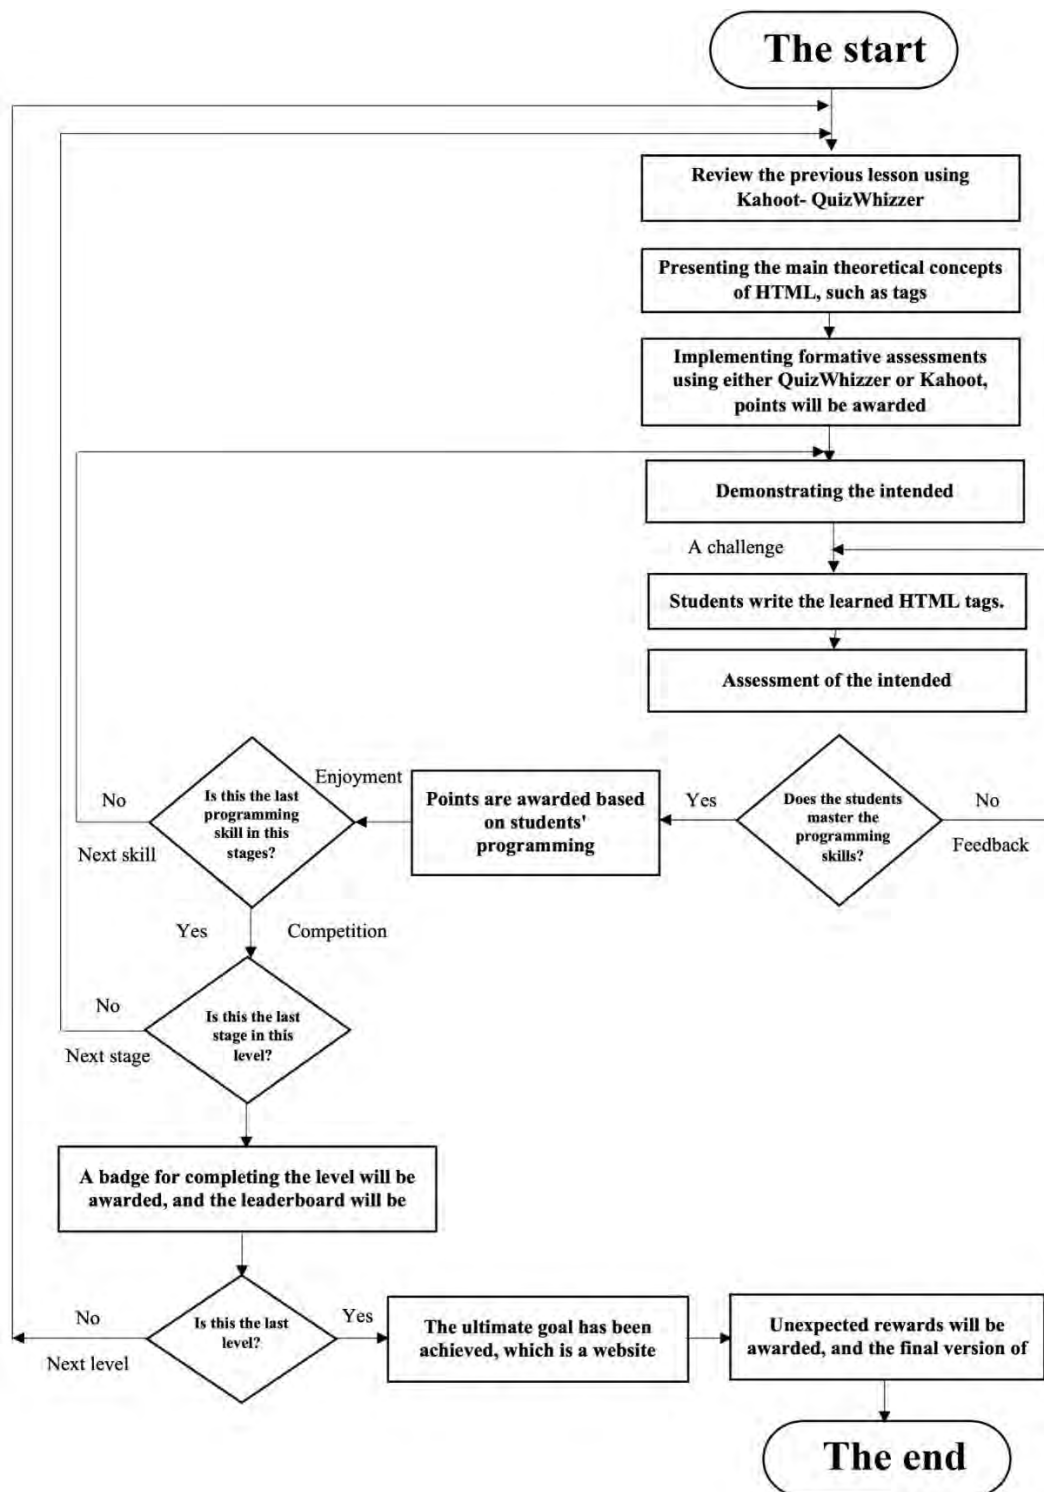 The start
Review the previous lesson using
Kahoot- QuizWhizzer
Presenting the main theoretical concepts
of HTML, such as tags
Implementing formative assessments
using either QuizWhizzer or Kahoot,
points will be awarded
Demonstrating the intended
A challenge
Students write the learned HTML tags.
Assessment of the intended
Does the students
master the
programming
skills?
No
Feedback
Yes
Points are awarded based
on students'
programming
Enjoyment
Is this the last
programming
skill in this
stages?
No
Next skill
Yes
Competition
Is this the last
stage in this
level?
No
Next stage
A badge for completing the level will be
awarded, and the leaderboard will be
Is this the last
level?
No
Next level
Yes
The ultimate goal has been
achieved, which is a website
Unexpected rewards will be
awarded, and the final version of
The end